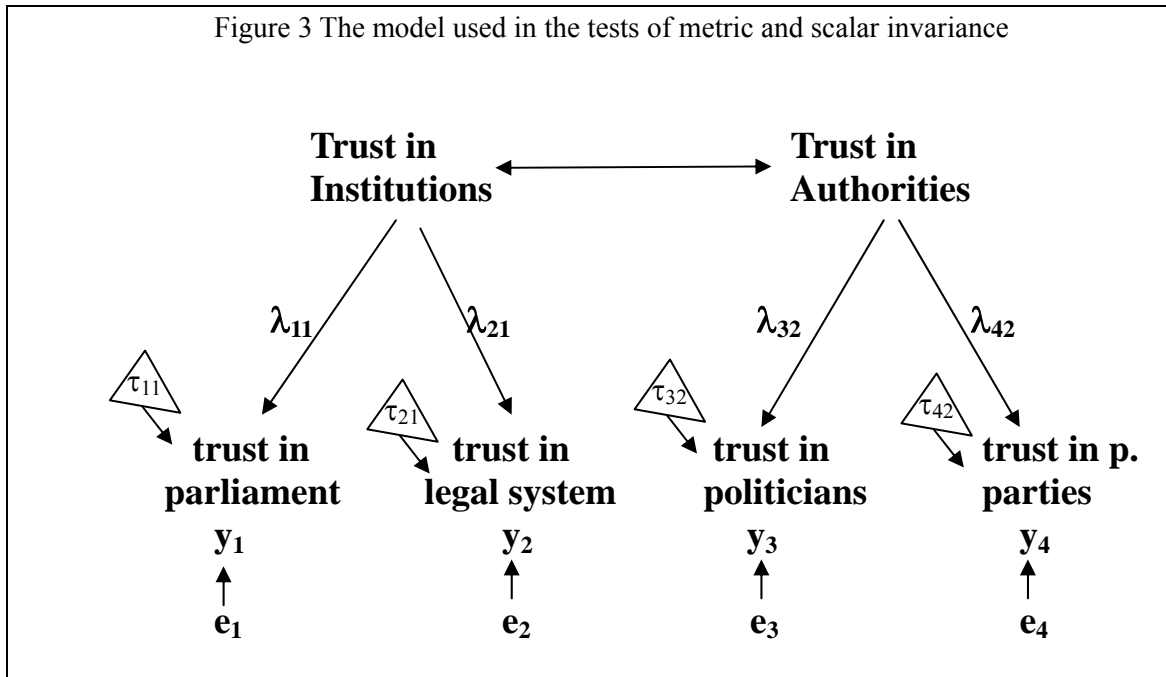 Figure 3 The model used in the tests of metric and scalar invariance
Trust in
Institutions
Trust in
Authorities
λ₁₁
λ₂₁
λ₃₂
λ₄₂
τ₁₁
τ₂₁
τ₃₂
τ₄₂
trust in
parliament
y₁
trust in
legal system
y₂
trust in
politicians
y₃
trust in p.
parties
y₄
e₁
e₂
e₃
e₄